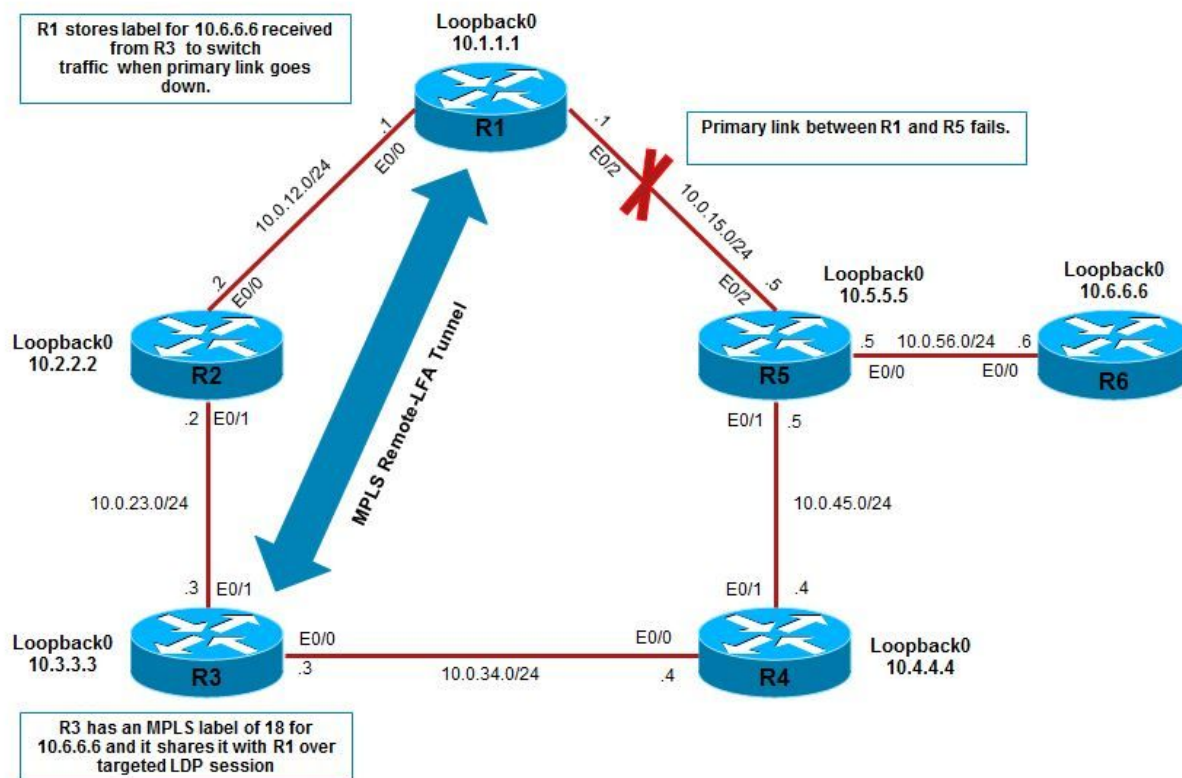 R1 stores label for 10.6.6.6 received
from R3 to switch
traffic when primary link goes
down.
Loopback0
10.1.1.1
R1
.1
E0/0
.1
E0/2
Primary link between R1 and R5 fails.
10.0.12.0/24
10.0.15.0/24
.2
E0/0
.5
E0/2
Loopback0
10.5.5.5
Loopback0
10.6.6.6
Loopback0
10.2.2.2
R2
R5
.5
10.0.56.0/24
.6
E0/0
E0/0
R6
MPLS Remote-LFA Tunnel
.2
E0/1
E0/1
.5
10.0.23.0/24
10.0.45.0/24
.3
E0/1
E0/1
.4
Loopback0
10.3.3.3
R3
E0/0
.3
10.0.34.0/24
E0/0
.4
R4
Loopback0
10.4.4.4
R3 has an MPLS label of 18 for
10.6.6.6 and it shares it with R1 over
targeted LDP session